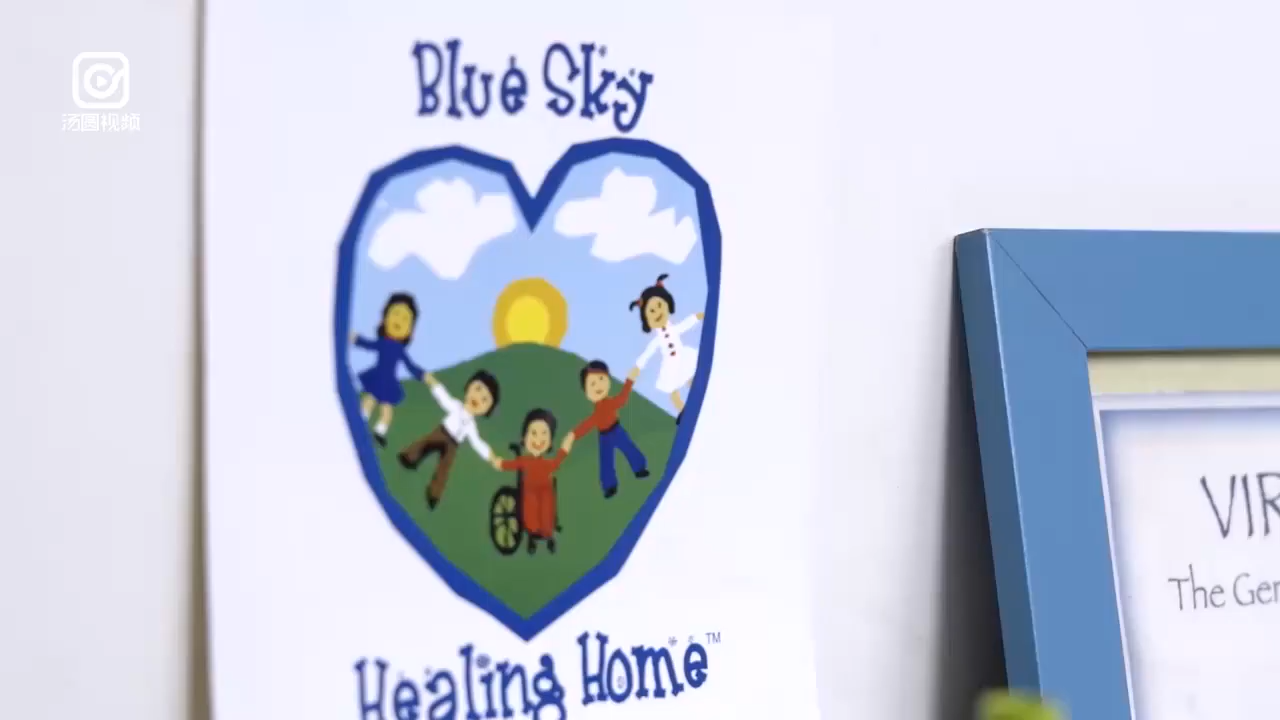 汤圆视频
Blue Sky
Healing Home™
VIR
The Ger